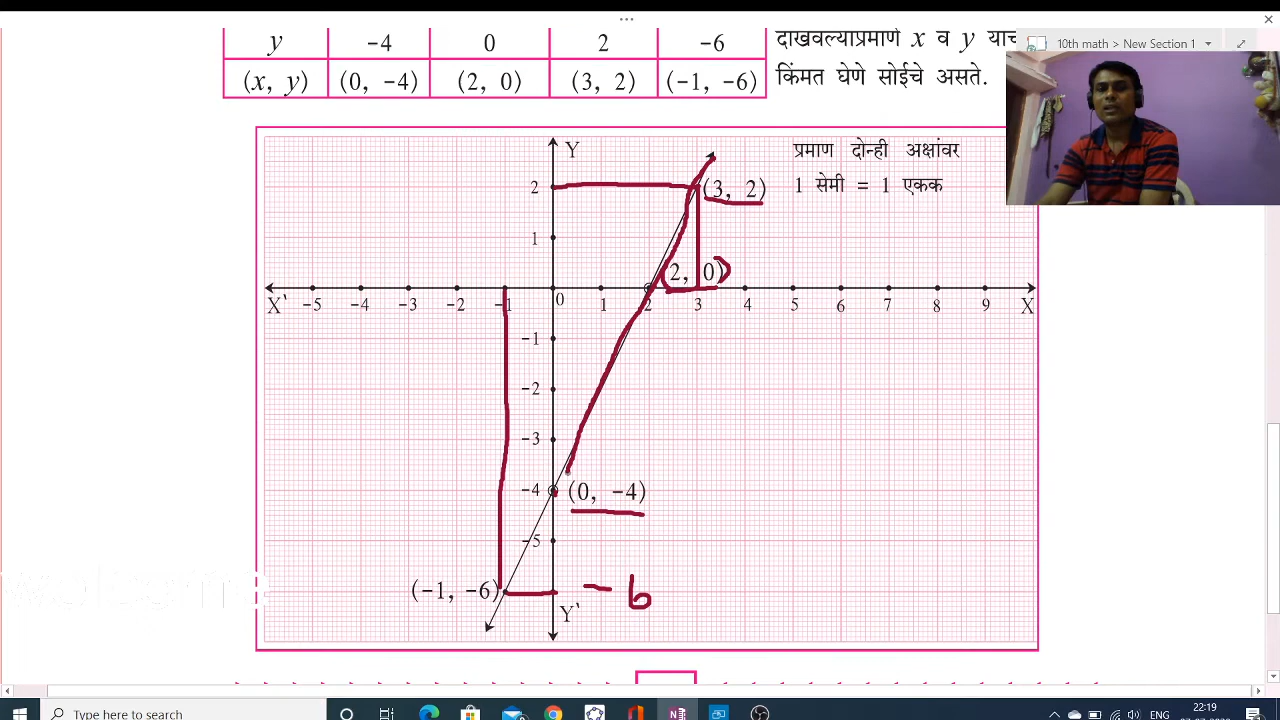 y -4 0 2 -6
(x, y) (0, -4) (2, 0) (3, 2) (-1, -6)
दाखवल्याप्रमाणे x व y याच
किंमत घेणे सोईचे असते.
10th math > New Section 1
Y
प्रमाण दोन्ही अक्षांवर
1 सेमी = 1 एकक
2 (3, 2)
1
(2, 0)
X' -5 -4 -3 -2 -1 0 1 2 3 4 5 6 7 8 9 X
-1
-2
-3
-4 (0, -4)
-5
welcome
(-1, -6) - 6
Y'
Type here to search
ENG
22:19